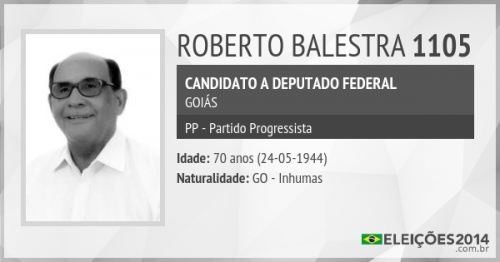 ROBERTO BALESTRA 1105
CANDIDATO A DEPUTADO FEDERAL
GOIÁS
PP - Partido Progressista
Idade: 70 anos (24-05-1944)
Naturalidade: GO - Inhumas
ELEIÇÕES2014
.com.br